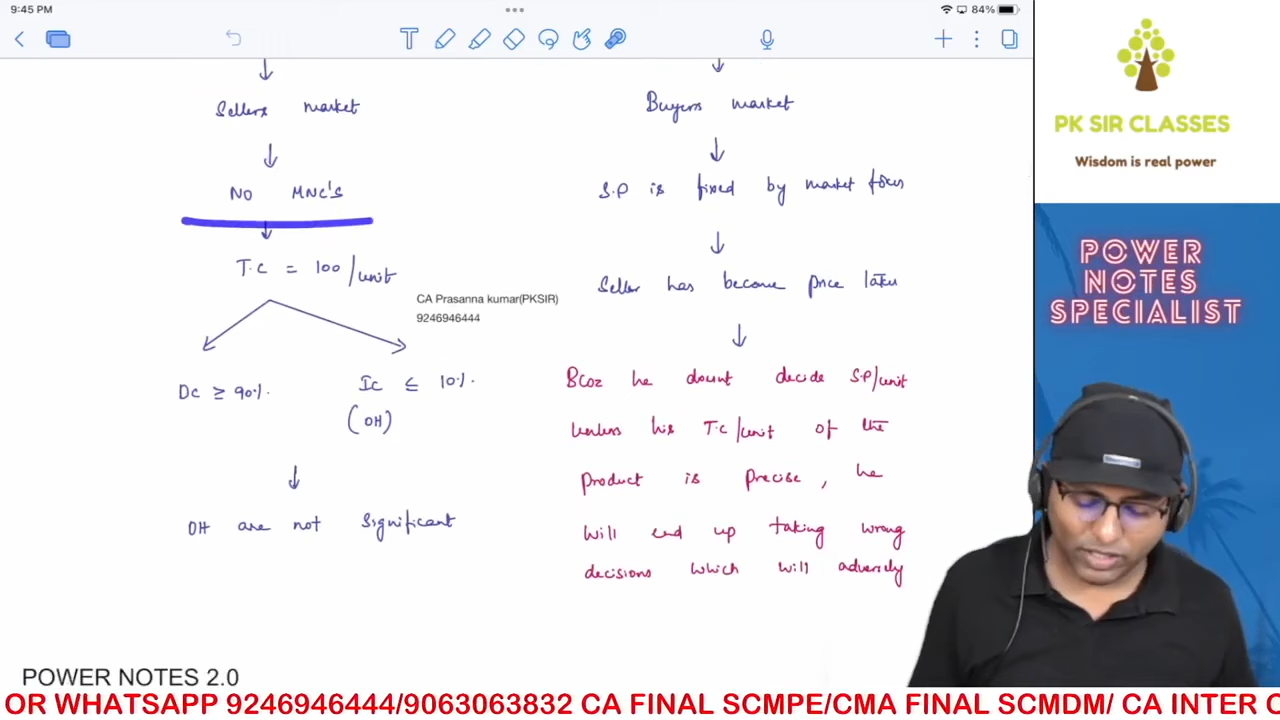 9:45 PM
84%
Sellers market
NO MNC'S
T.C = 100/unit
CA Prasanna kumar(PKSIR)
9246946444
DC ≥ 90%.
IC ≤ 10%.
(OH)
OH are not significant
Buyers market
S.P is fixed by market forces
Seller has become price taker
Bcoz he dosnt decide S.P/unit
Unless his T.C/unit of the
Product is Precise, he
Will end up taking wrong
decisions which will adversly
POWER NOTES 2.0
PK SIR CLASSES
Wisdom is real power
POWER
NOTES
SPECIALIST
OR WHATSAPP 9246946444/9063063832 CA FINAL SCMPE/CMA FINAL SCMDM/ CA INTER